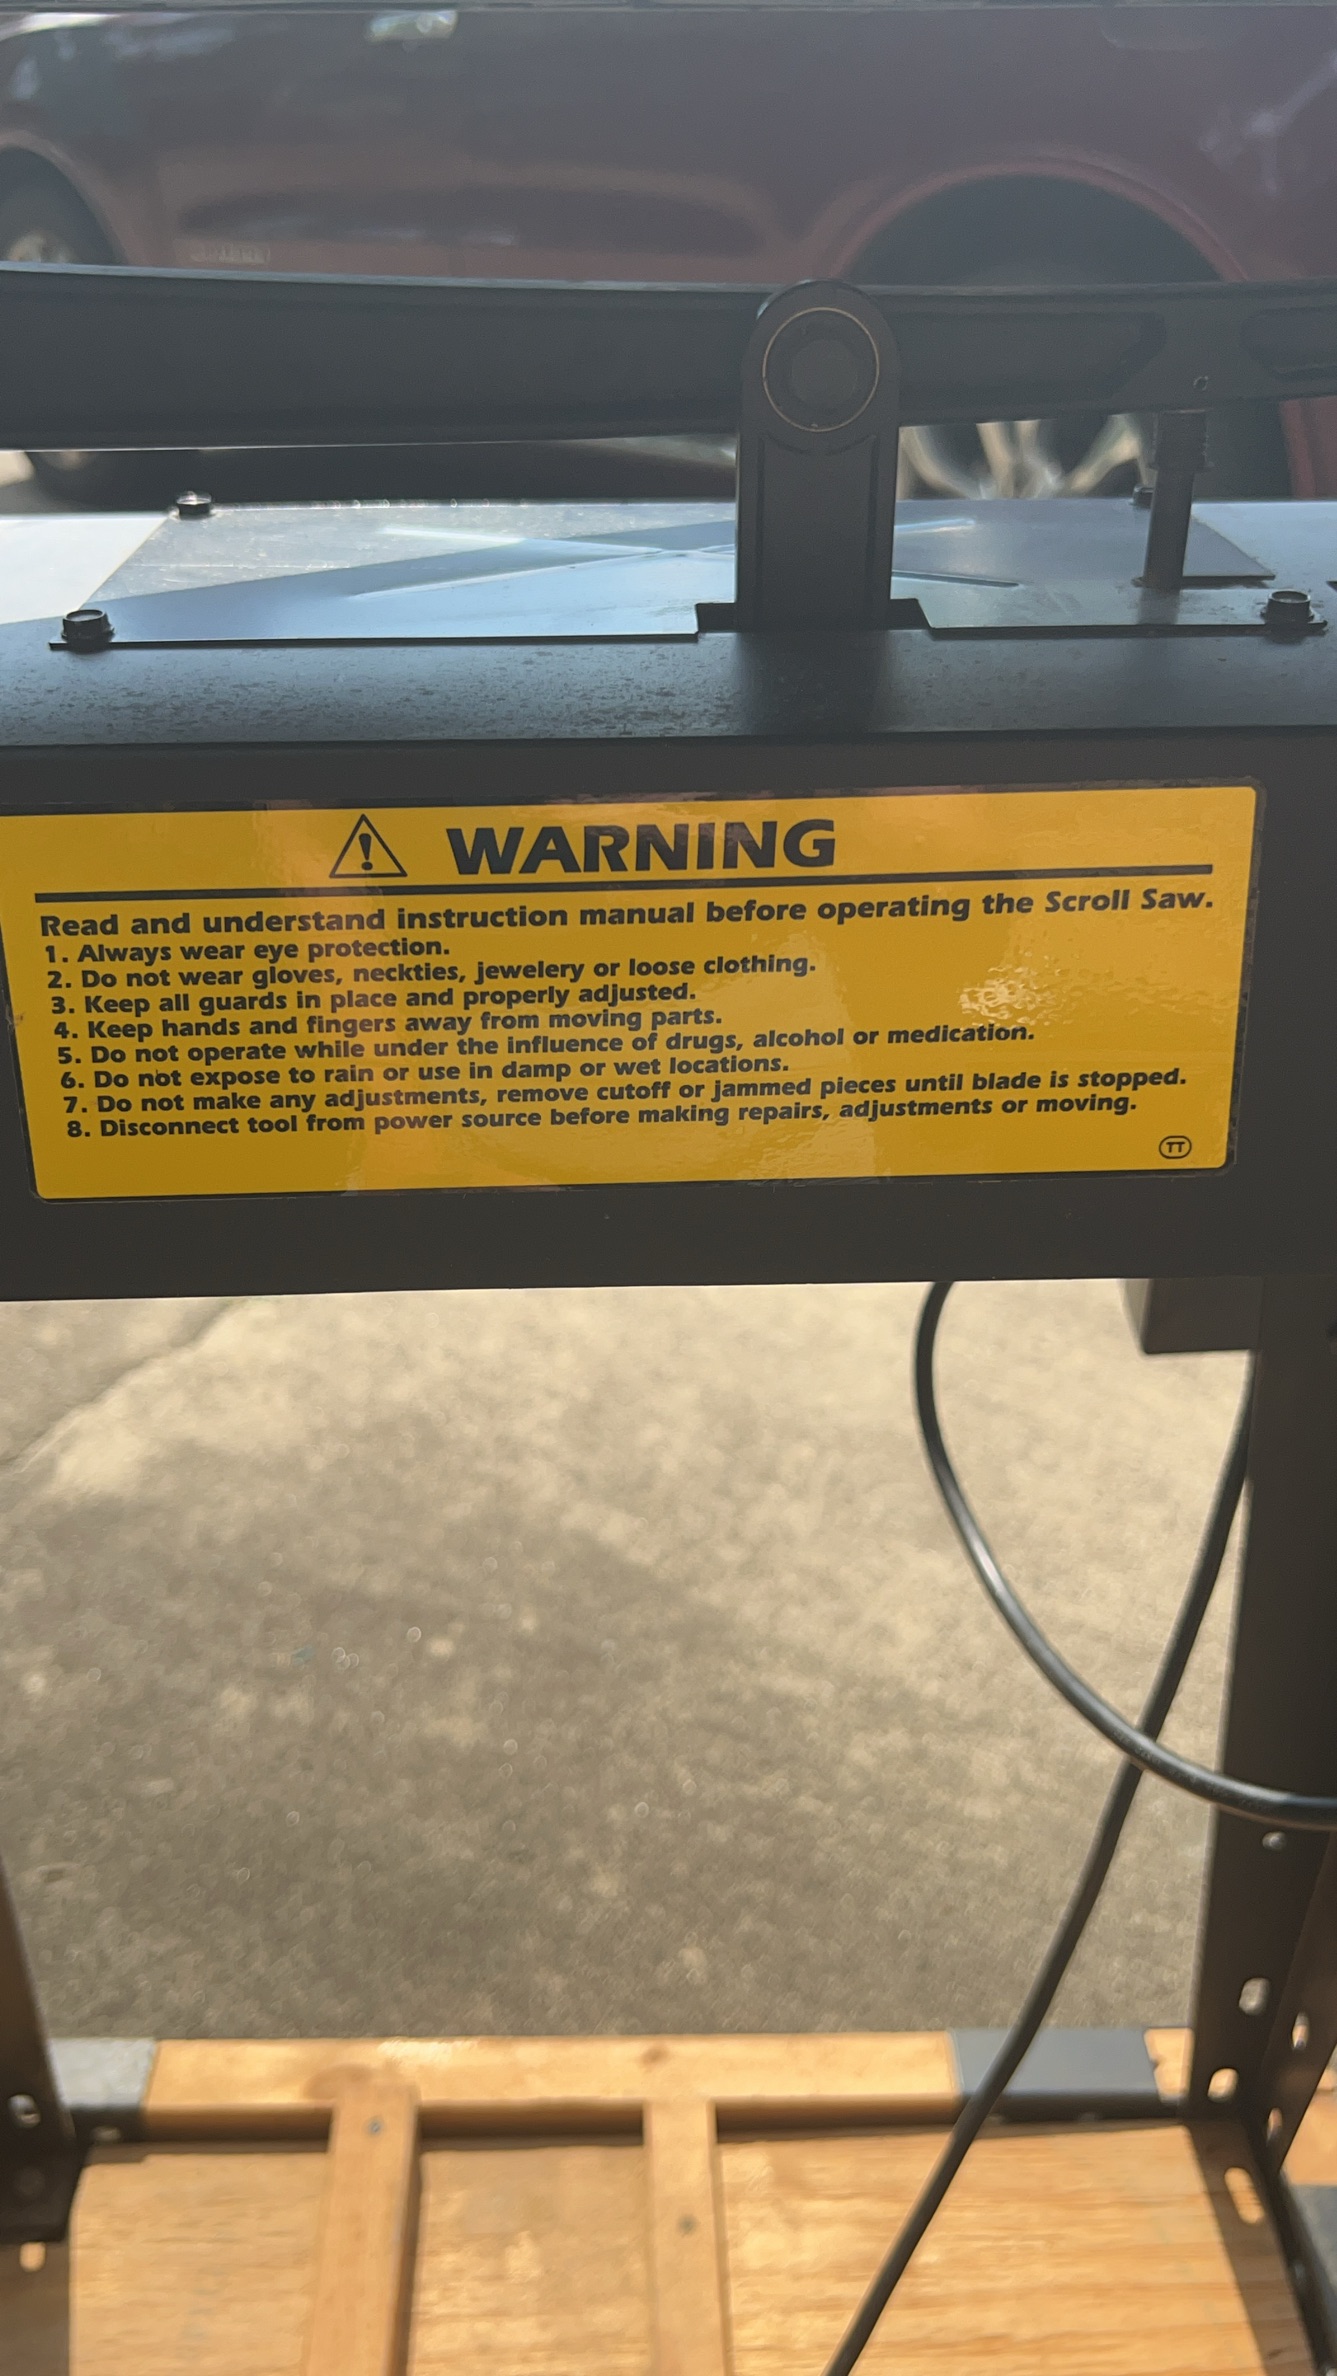 WARNING
Read and understand instruction manual before operating the Scroll Saw.
1. Always wear eye protection.
2. Do not wear gloves, neckties, jewelery or loose clothing.
3. Keep all guards in place and properly adjusted.
4. Keep hands and fingers away from moving parts.
5. Do not operate while under the influence of drugs, alcohol or medication.
6. Do not expose to rain or use in damp or wet locations.
7. Do not make any adjustments, remove cutoff or jammed pieces until blade is stopped.
8. Disconnect tool from power source before making repairs, adjustments or moving.
TT